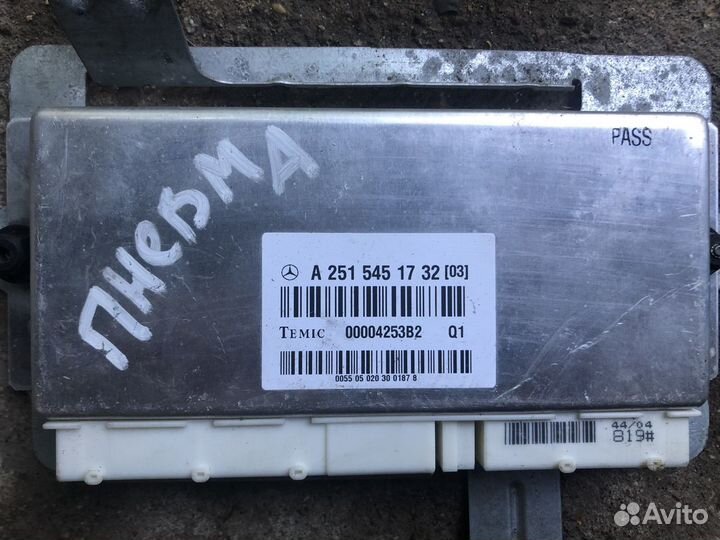 PASS
ПНЕВМА
A 251 545 17 32 [03]
TEMIC 00004253B2 Q1
0055 05 020 30 0187 8
44/04
819#
Avito